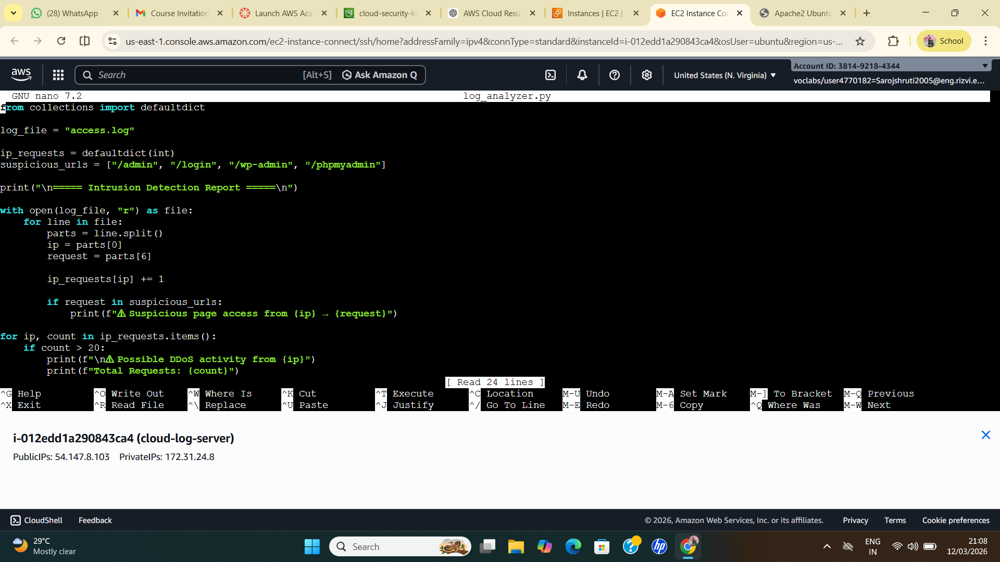 (28) WhatsApp
Course Invitation
Launch AWS Aca
cloud-security-lo
AWS Cloud Resu
Instances | EC2 |
EC2 Instance Con
Apache2 Ubuntu
us-east-1.console.aws.amazon.com/ec2-instance-connect/ssh/home?addressFamily=ipv4&connType=standard&instanceId=i-012edd1a290843ca4&osUser=ubuntu&region=us-...
School
aws
Search
[Alt+S]
Ask Amazon Q
United States (N. Virginia)
Account ID: 3814-9218-4344
voclabs/user4770182=Sarojshruti2005@eng.rizvi.e...
GNU nano 7.2 log_analyzer.py
from collections import defaultdict
log_file = "access.log"
ip_requests = defaultdict(int)
suspicious_urls = ["/admin", "/login", "/wp-admin", "/phpmyadmin"]
print("\n===== Intrusion Detection Report =====\n")
with open(log_file, "r") as file:
    for line in file:
        parts = line.split()
        ip = parts[0]
        request = parts[6]
        ip_requests[ip] += 1
        if request in suspicious_urls:
            print(f"⚠ Suspicious page access from {ip} → {request}")
for ip, count in ip_requests.items():
    if count > 20:
        print(f"\n⚠ Possible DDoS activity from {ip}")
        print(f"Total Requests: {count}")
[ Read 24 lines ]
^G Help ^O Write Out ^W Where Is ^K Cut ^T Execute ^C Location M-U Undo M-A Set Mark M-] To Bracket M-Q Previous
^X Exit ^R Read File ^\ Replace ^U Paste ^J Justify ^/ Go To Line M-E Redo M-6 Copy ^Q Where Was M-W Next
i-012edd1a290843ca4 (cloud-log-server)
PublicIPs: 54.147.8.103 PrivateIPs: 172.31.24.8
CloudShell Feedback © 2026, Amazon Web Services, Inc. or its affiliates. Privacy Terms Cookie preferences
29°C
Mostly clear
Search
hp
ENG
IN
21:08
12/03/2026